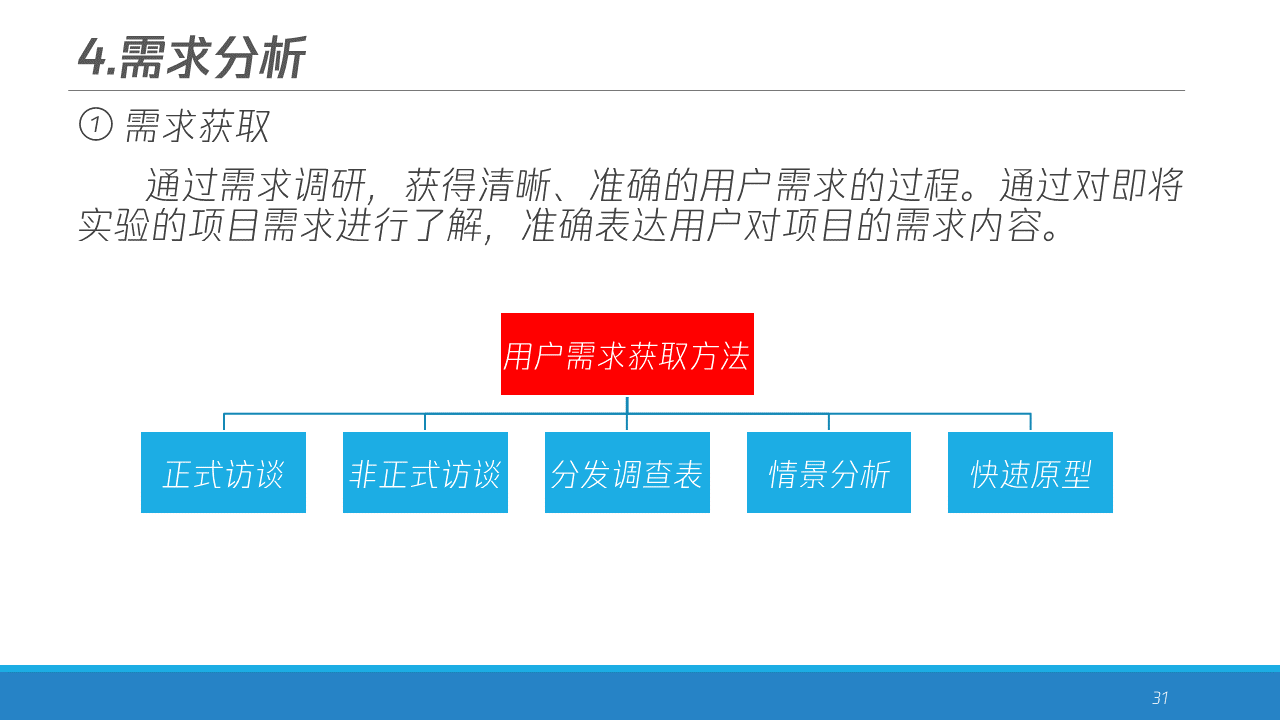 4.需求分析
① 需求获取
通过需求调研，获得清晰、准确的用户需求的过程。通过对即将
实验的项目需求进行了解，准确表达用户对项目的需求内容。
用户需求获取方法
正式访谈
非正式访谈
分发调查表
情景分析
快速原型
31